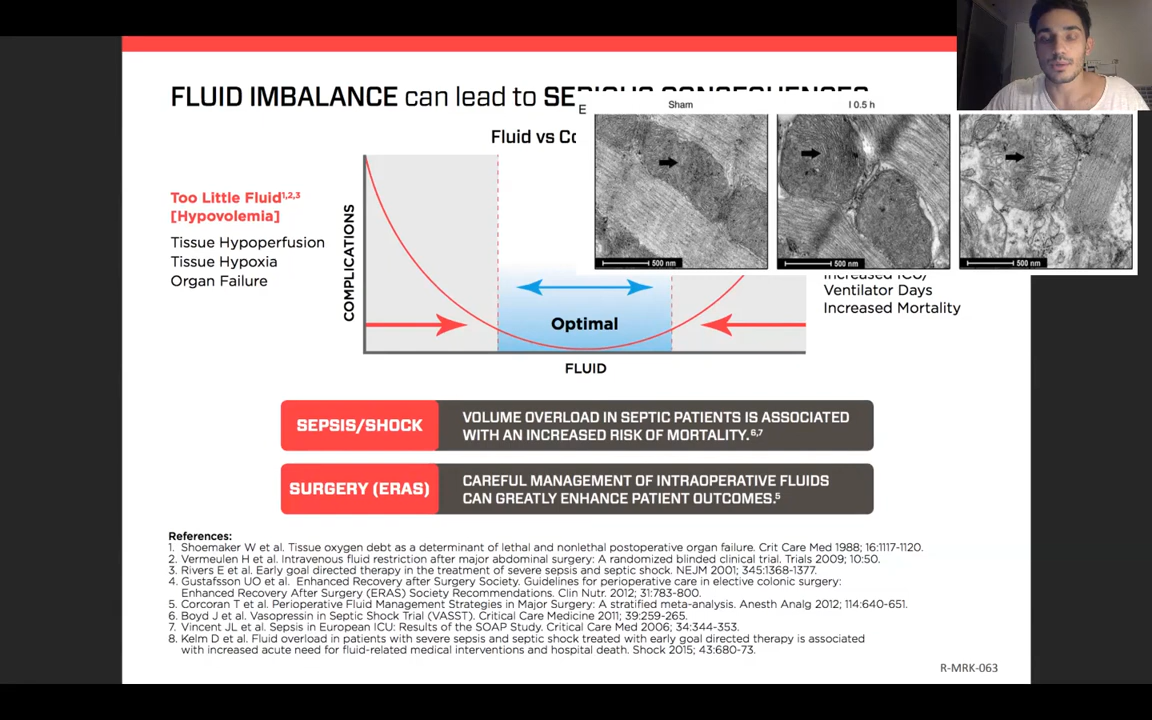 FLUID IMBALANCE can lead to SERIOUS CONSEQUENCES
Fluid vs Co
E
Sham
I 0.5 h
500 nm
500 nm
500 nm
Too Little Fluid1,2,3
[Hypovolemia]
Tissue Hypoperfusion
Tissue Hypoxia
Organ Failure
COMPLICATIONS
Optimal
FLUID
Increased ICU/
Ventilator Days
Increased Mortality
SEPSIS/SHOCK
VOLUME OVERLOAD IN SEPTIC PATIENTS IS ASSOCIATED
WITH AN INCREASED RISK OF MORTALITY.6,7
SURGERY (ERAS)
CAREFUL MANAGEMENT OF INTRAOPERATIVE FLUIDS
CAN GREATLY ENHANCE PATIENT OUTCOMES.5
References:
1. Shoemaker W et al. Tissue oxygen debt as a determinant of lethal and nonlethal postoperative organ failure. Crit Care Med 1988; 16:1117-1120.
2. Vermeulen H et al. Intravenous fluid restriction after major abdominal surgery: A randomized blinded clinical trial. Trials 2009; 10:50.
3. Rivers E et al. Early goal directed therapy in the treatment of severe sepsis and septic shock. NEJM 2001; 345:1368-1377.
4. Gustafsson UO et al. Enhanced Recovery after Surgery Society. Guidelines for perioperative care in elective colonic surgery:
Enhanced Recovery After Surgery (ERAS) Society Recommendations. Clin Nutr. 2012; 31:783-800.
5. Corcoran T et al. Perioperative Fluid Management Strategies in Major Surgery: A stratified meta-analysis. Anesth Analg 2012; 114:640-651.
6. Boyd J et al. Vasopressin in Septic Shock Trial (VASST). Critical Care Medicine 2011; 39:259-265.
7. Vincent JL et al. Sepsis in European ICU: Results of the SOAP Study. Critical Care Med 2006; 34:344-353.
8. Kelm D et al. Fluid overload in patients with severe sepsis and septic shock treated with early goal directed therapy is associated
with increased acute need for fluid-related medical interventions and hospital death. Shock 2015; 43:680-73.
R-MRK-063